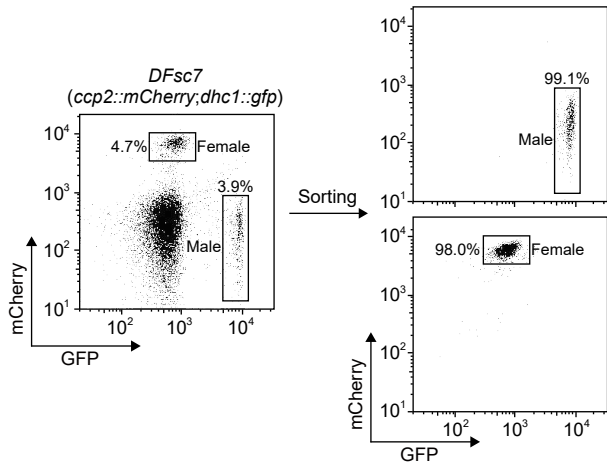 DFsc7
(ccp2::mCherry;dhc1::gfp)
10⁴
10³
10²
10¹
4.7%
Female
3.9%
Male
10² 10³ 10⁴
mCherry
GFP
Sorting
10⁵
10⁴
10³
10²
10¹
99.1%
Male
10⁵
10⁴
10³
10²
10¹
98.0%
Female
10² 10³ 10⁴
mCherry
GFP